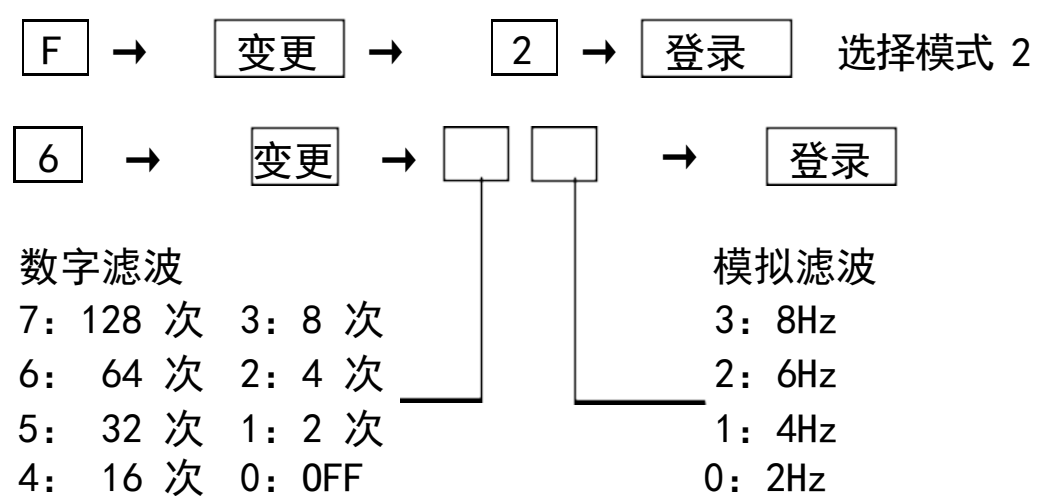 F → 变更 → 2 → 登录 选择模式 2
6 → 变更 → → 登录
数字滤波 模拟滤波
7: 128 次 3: 8 次 3: 8Hz
6: 64 次 2: 4 次 2: 6Hz
5: 32 次 1: 2 次 1: 4Hz
4: 16 次 0: OFF 0: 2Hz